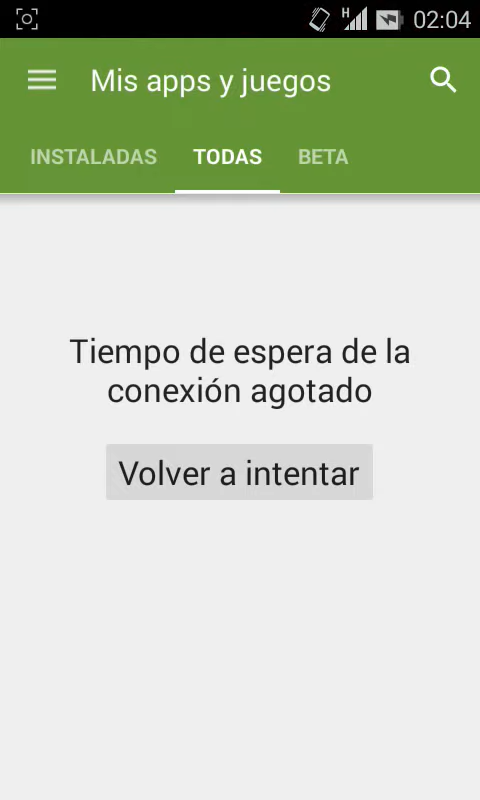 H 02:04
Mis apps y juegos
INSTALADAS TODAS BETA
Tiempo de espera de la
conexión agotado
Volver a intentar